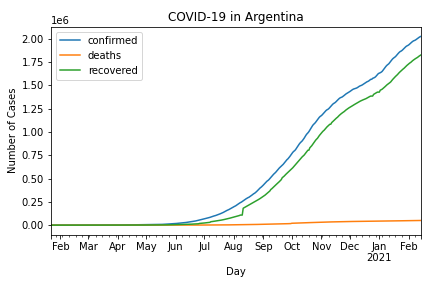 COVID-19 in Argentina
1e6
confirmed
deaths
recovered
2.00
1.75
1.50
1.25
1.00
0.75
0.50
0.25
0.00
Number of Cases
Feb Mar Apr May Jun Jul Aug Sep Oct Nov Dec Jan Feb
2021
Day